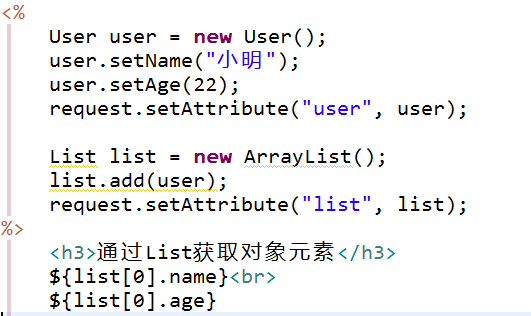 <%
User user = new User();
user.setName("小明");
user.setAge(22);
request.setAttribute("user", user);
List list = new ArrayList();
list.add(user);
request.setAttribute("list", list);
%>
<h3>通过List获取对象元素</h3>
${list[0].name}<br>
${list[0].age}